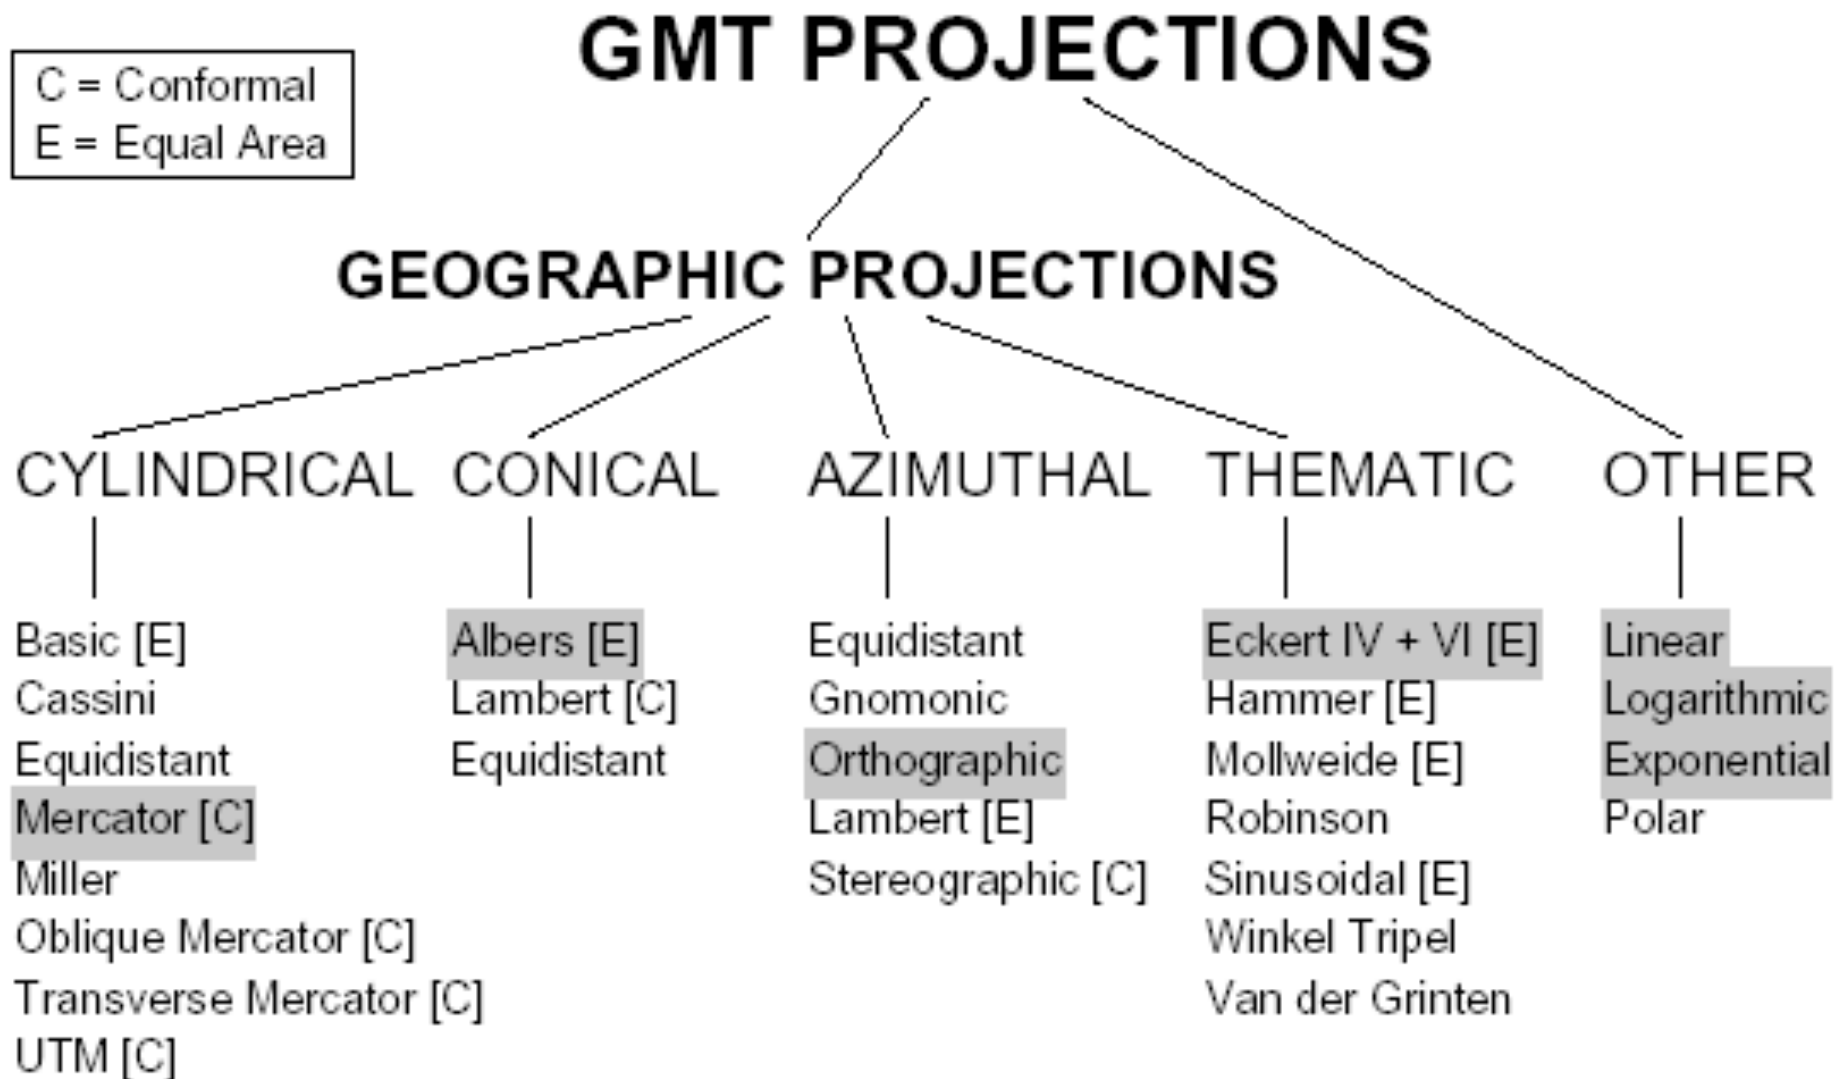 GMT PROJECTIONS
C = Conformal
E = Equal Area
GEOGRAPHIC PROJECTIONS
CYLINDRICAL
Basic [E]
Cassini
Equidistant
Mercator [C]
Miller
Oblique Mercator [C]
Transverse Mercator [C]
UTM [C]
CONICAL
Albers [E]
Lambert [C]
Equidistant
AZIMUTHAL
Equidistant
Gnomonic
Orthographic
Lambert [E]
Stereographic [C]
THEMATIC
Eckert IV + VI [E]
Hammer [E]
Mollweide [E]
Robinson
Sinusoidal [E]
Winkel Tripel
Van der Grinten
OTHER
Linear
Logarithmic
Exponential
Polar